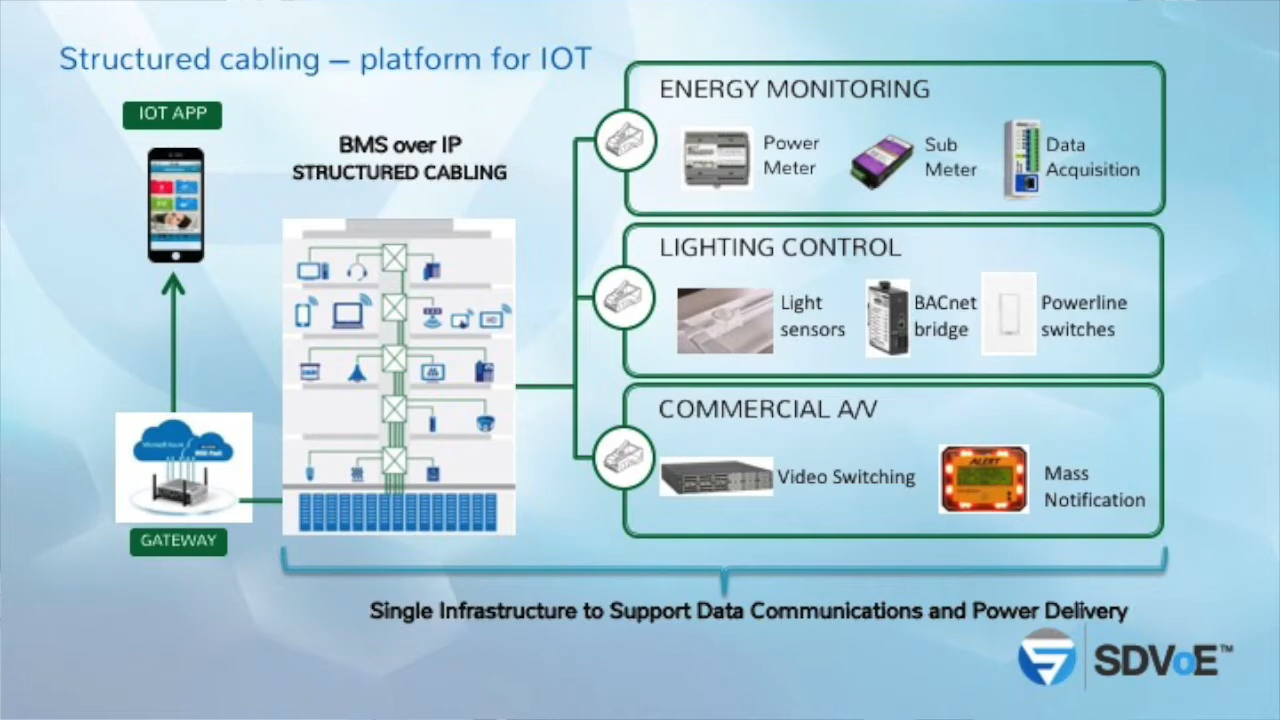 Structured cabling – platform for IOT
IOT APP
BMS over IP
STRUCTURED CABLING
GATEWAY
ENERGY MONITORING
Power
Meter
Sub
Meter
Data
Acquisition
LIGHTING CONTROL
Light
sensors
BACnet
bridge
Powerline
switches
COMMERCIAL A/V
Video Switching
ALERT
Mass
Notification
Single Infrastructure to Support Data Communications and Power Delivery
SDVoE™